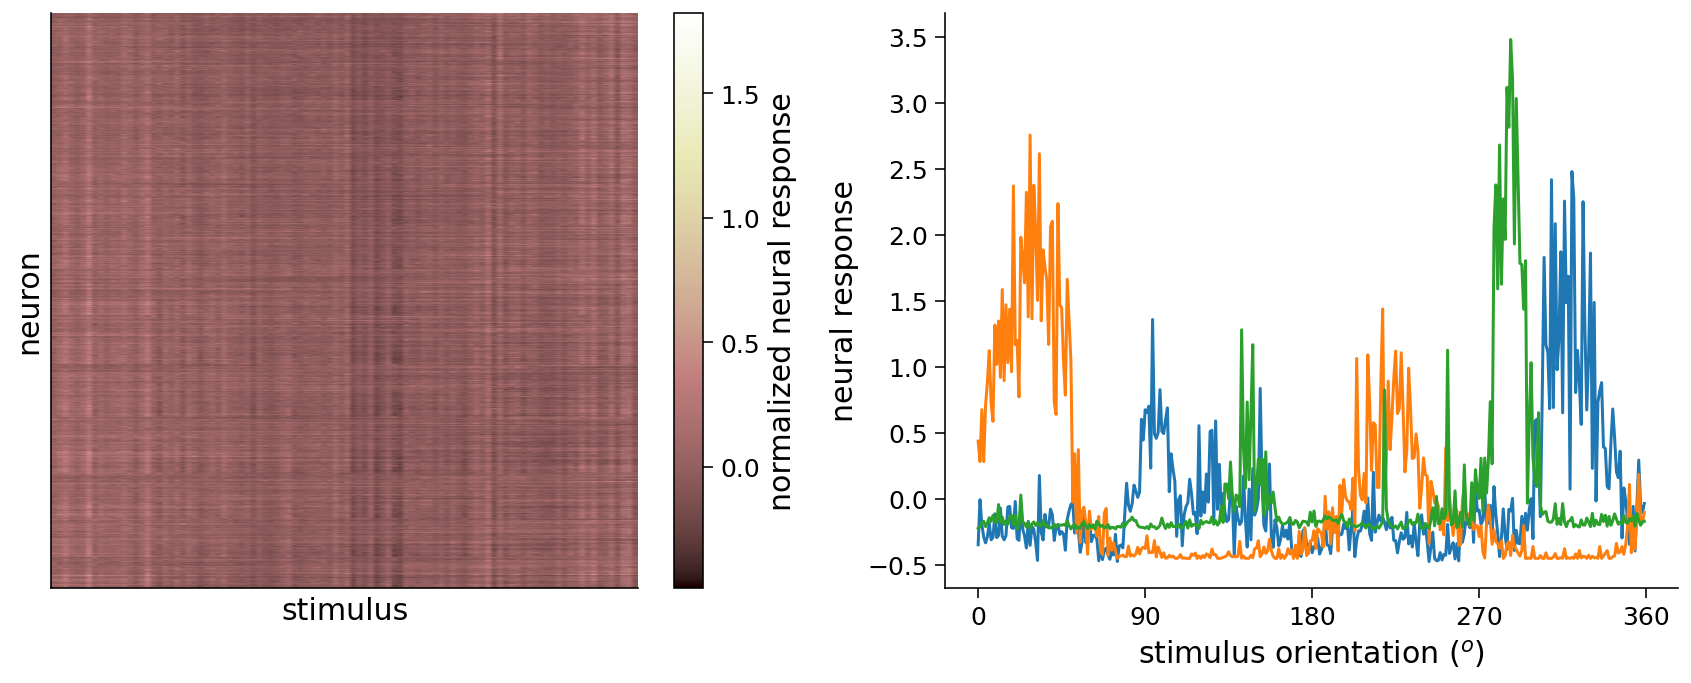 neuron
stimulus
1.5
1.0
0.5
0.0
normalized neural response
neural response
3.5
3.0
2.5
2.0
1.5
1.0
0.5
0.0
−0.5
0 90 180 270 360
stimulus orientation (o)